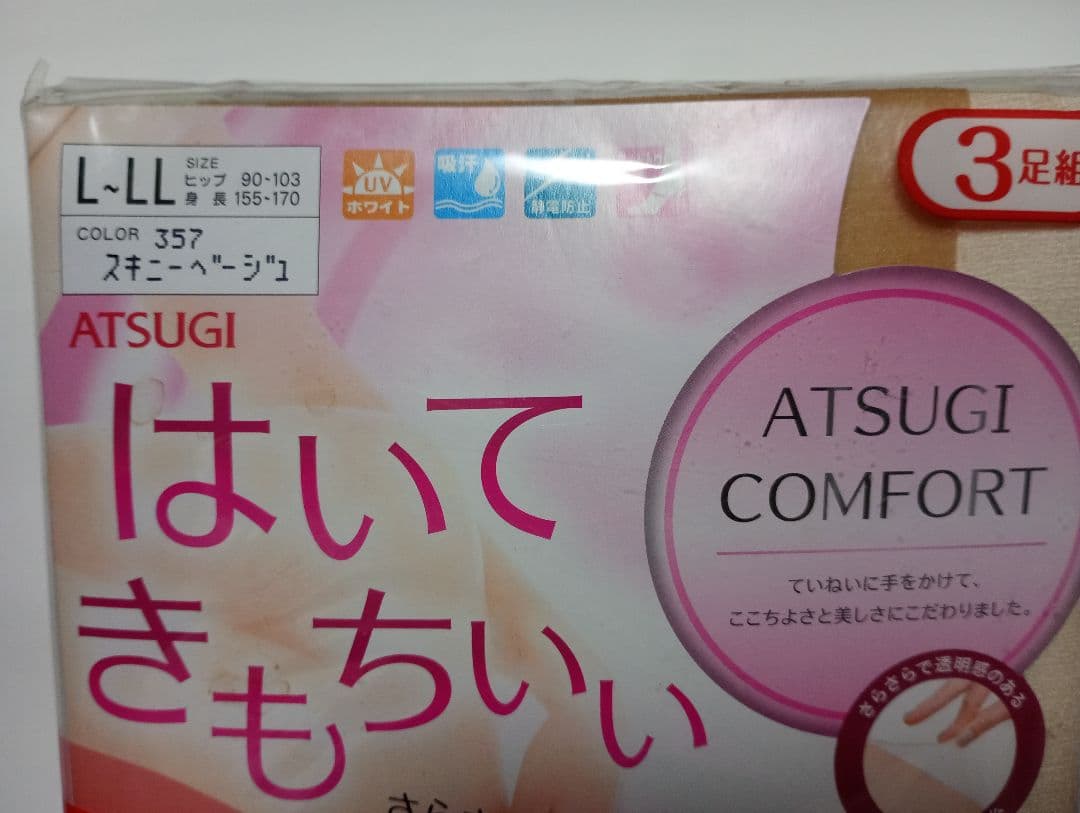 L~LL
SIZE
ヒップ 90~103
身長 155~170
COLOR 357
スキニーベージュ
UV
ホワイト
吸汗
静電防止
3足組
ATSUGI
はいて
きもちいい
ATSUGI
COMFORT
ていねいに手をかけて、
ここちよさと美しさにこだわりました。
さらさらで透明感のある